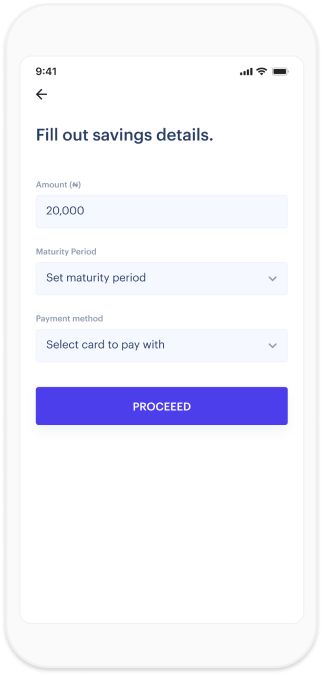 9:41
Fill out savings details.
Amount (₦)
20,000
Maturity Period
Set maturity period
Payment method
Select card to pay with
PROCEEED